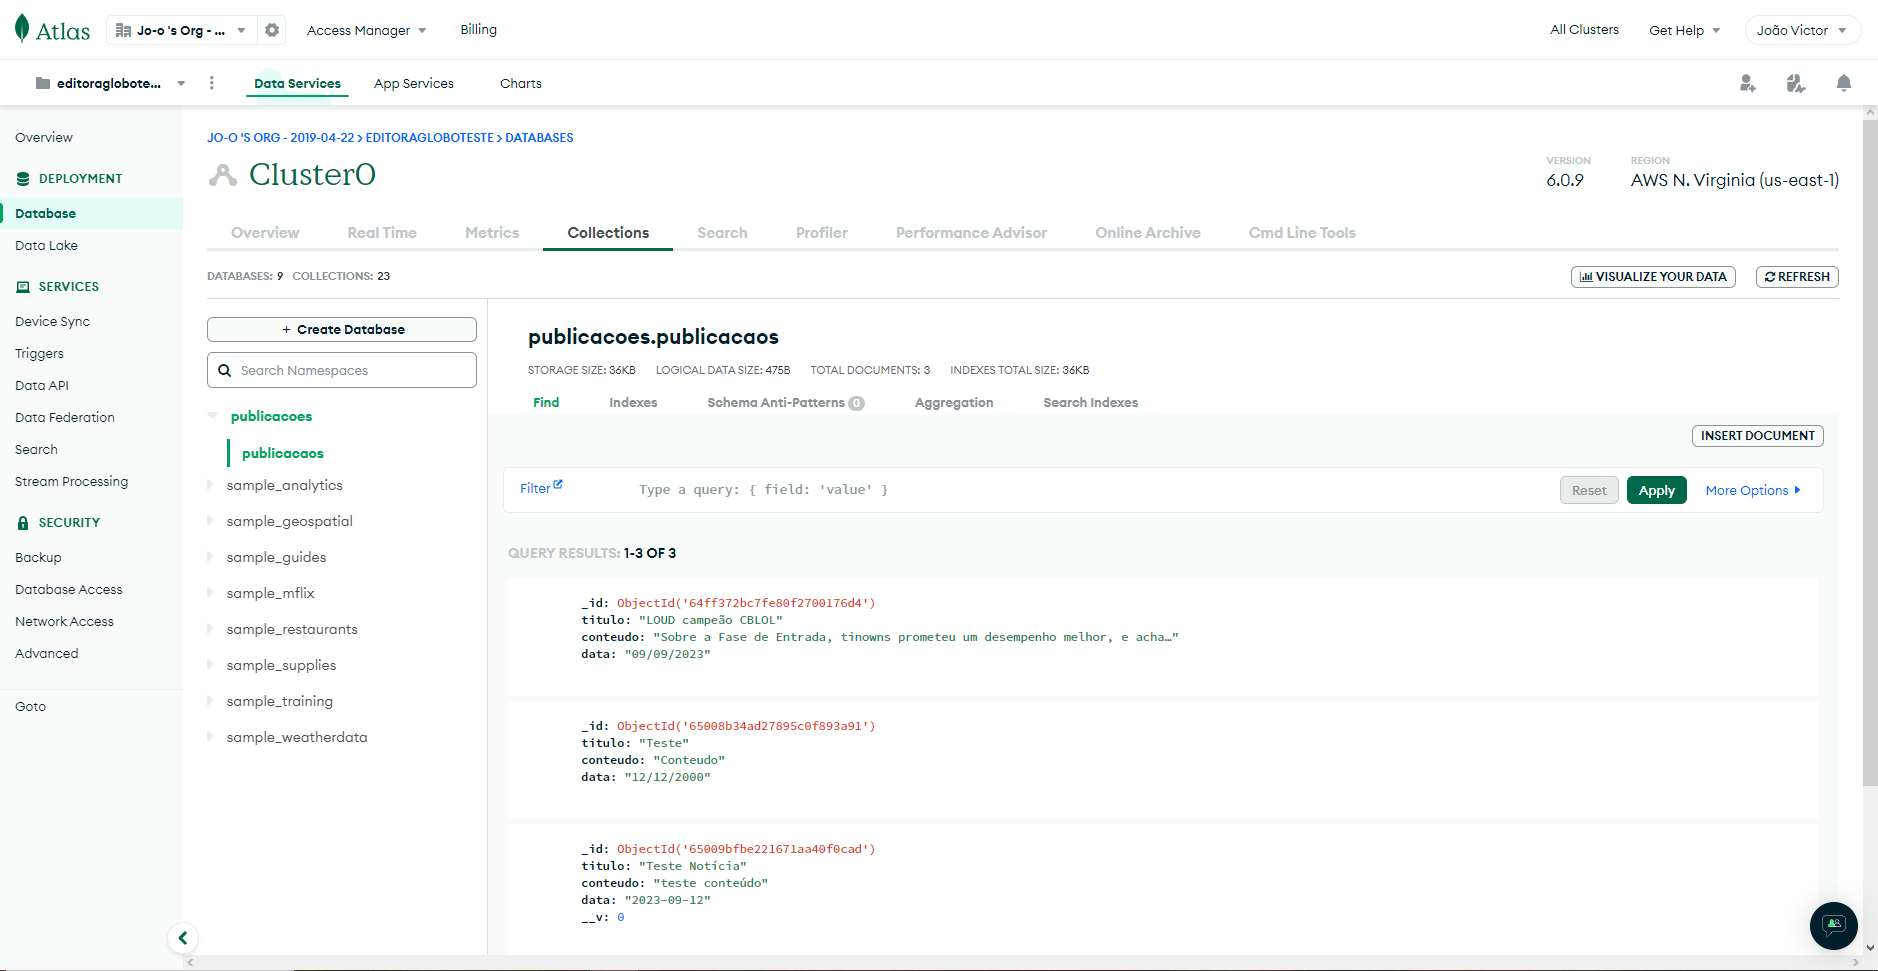 Atlas
Jo-o 's Org - ...
Access Manager
Billing
All Clusters
Get Help
João Victor
editoraglobote...
Data Services
App Services
Charts
Overview
DEPLOYMENT
Database
Data Lake
SERVICES
Device Sync
Triggers
Data API
Data Federation
Search
Stream Processing
SECURITY
Backup
Database Access
Network Access
Advanced
Goto
JO-O 'S ORG - 2019-04-22 > EDITORAGLOBOTESTE > DATABASES
Cluster0
VERSION
6.0.9
REGION
AWS N. Virginia (us-east-1)
Overview
Real Time
Metrics
Collections
Search
Profiler
Performance Advisor
Online Archive
Cmd Line Tools
DATABASES: 9 COLLECTIONS: 23
VISUALIZE YOUR DATA
REFRESH
+ Create Database
Search Namespaces
publicacoes
publicacaos
sample_analytics
sample_geospatial
sample_guides
sample_mflix
sample_restaurants
sample_supplies
sample_training
sample_weatherdata
publicacoes.publicacaos
STORAGE SIZE: 36KB LOGICAL DATA SIZE: 475B TOTAL DOCUMENTS: 3 INDEXES TOTAL SIZE: 36KB
Find
Indexes
Schema Anti-Patterns 0
Aggregation
Search Indexes
INSERT DOCUMENT
Filter
Type a query: { field: 'value' }
Reset
Apply
More Options
QUERY RESULTS: 1-3 OF 3
_id: ObjectId('64ff372bc7fe80f2700176d4')
titulo: "LOUD campeão CBLOL"
conteudo: "Sobre a Fase de Entrada, tinowns prometeu um desempenho melhor, e acha…"
data: "09/09/2023"
_id: ObjectId('65008b34ad27895c0f893a91')
titulo: "Teste"
conteudo: "Conteudo"
data: "12/12/2000"
_id: ObjectId('65009bfbe221671aa40f0cad')
titulo: "Teste Notícia"
conteudo: "teste conteúdo"
data: "2023-09-12"
__v: 0